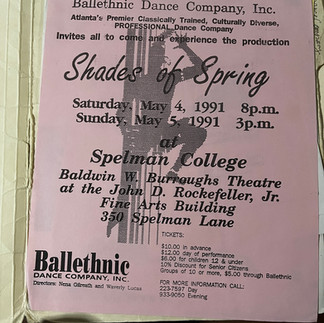 Ballethnic Dance Company, Inc.
Atlanta's Premier Classically Trained, Culturally Diverse,
PROFESSIONAL Dance Company
Invites all to come and experience the production
Shades of Spring
Saturday, May 4, 1991 8p.m.
Sunday, May 5, 1991 3p.m.
at
Spelman College
Baldwin W. Burroughs Theatre
at the John D. Rockefeller, Jr.
Fine Arts Building
350 Spelman Lane
TICKETS:
$10.00 in advance
$12.00 day of performance
$6.00 for children 12 & under
10% Discount for Senior Citizens
Groups of 10 or more, $5.00 through Ballethnic
Ballethnic
DANCE COMPANY, INC.
Directors: Nena Gilreath and Waverly Lucas
FOR MORE INFORMATION CALL:
223-7597 Day
933-9050 Evening